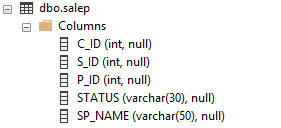 dbo.salep
Columns
C_ID (int, null)
S_ID (int, null)
P_ID (int, null)
STATUS (varchar(30), null)
SP_NAME (varchar(50), null)